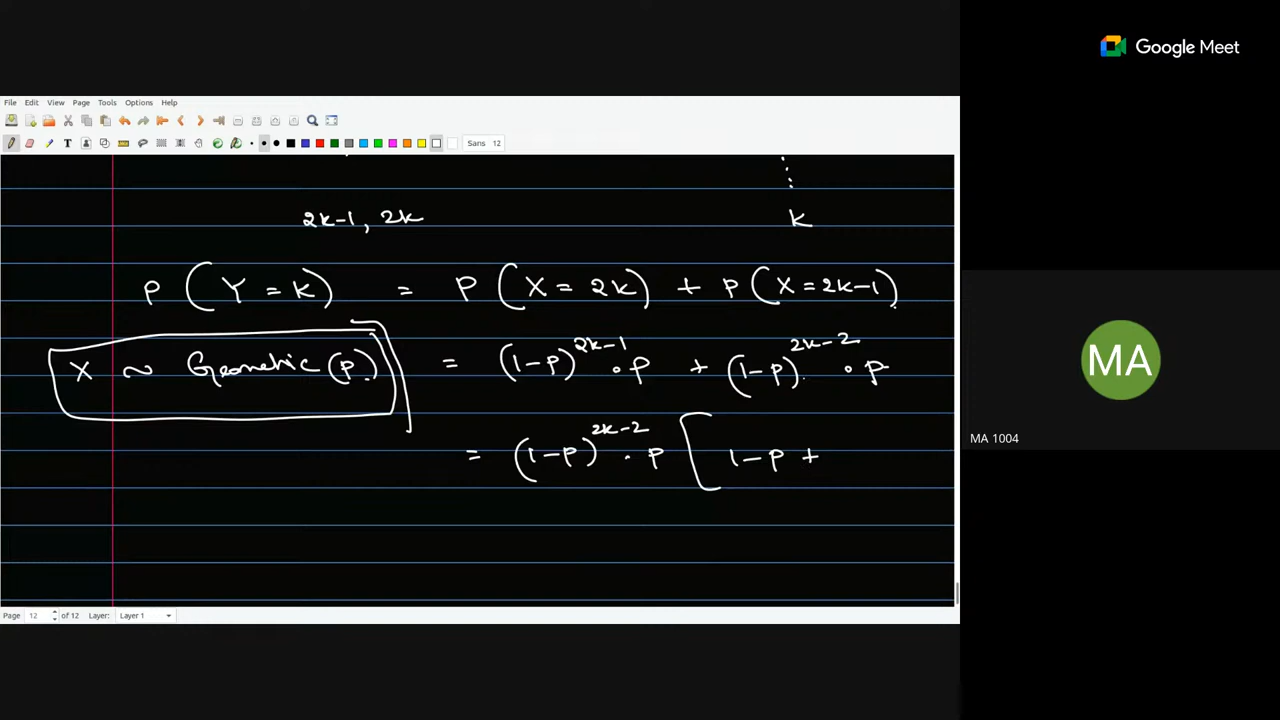 Google Meet
File Edit View Page Tools Options Help
T Sans 12
2k-1, 2k k
P (Y = k) = P (X = 2k) + P (X = 2k-1)
X ~ Geometric (p) = (1-p)^{2k-1} . p + (1-p)^{2k-2} . p
= (1-p)^{2k-2} . p [ 1-p +
MA
MA 1004
Page 12 of 12 Layer: Layer 1